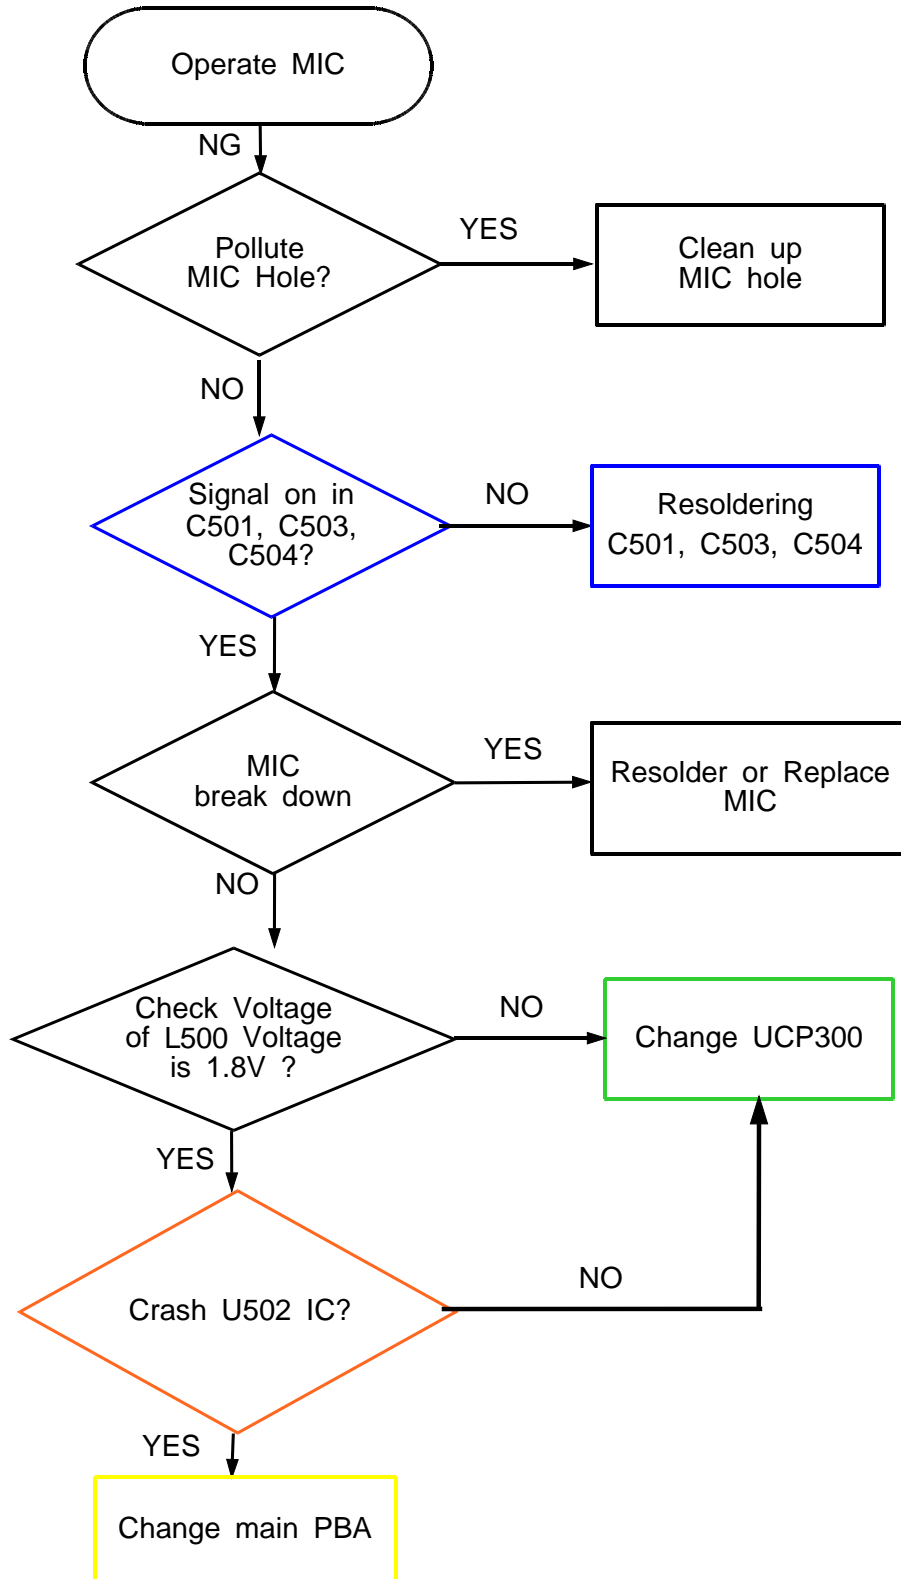 Operate MIC
NG
Pollute
MIC Hole?
YES
Clean up
MIC hole
NO
Signal on in
C501, C503,
C504?
NO
Resoldering
C501, C503, C504
YES
MIC
break down
YES
Resolder or Replace
MIC
NO
Check Voltage
of L500 Voltage
is 1.8V ?
NO
Change UCP300
YES
Crash U502 IC?
NO
YES
Change main PBA